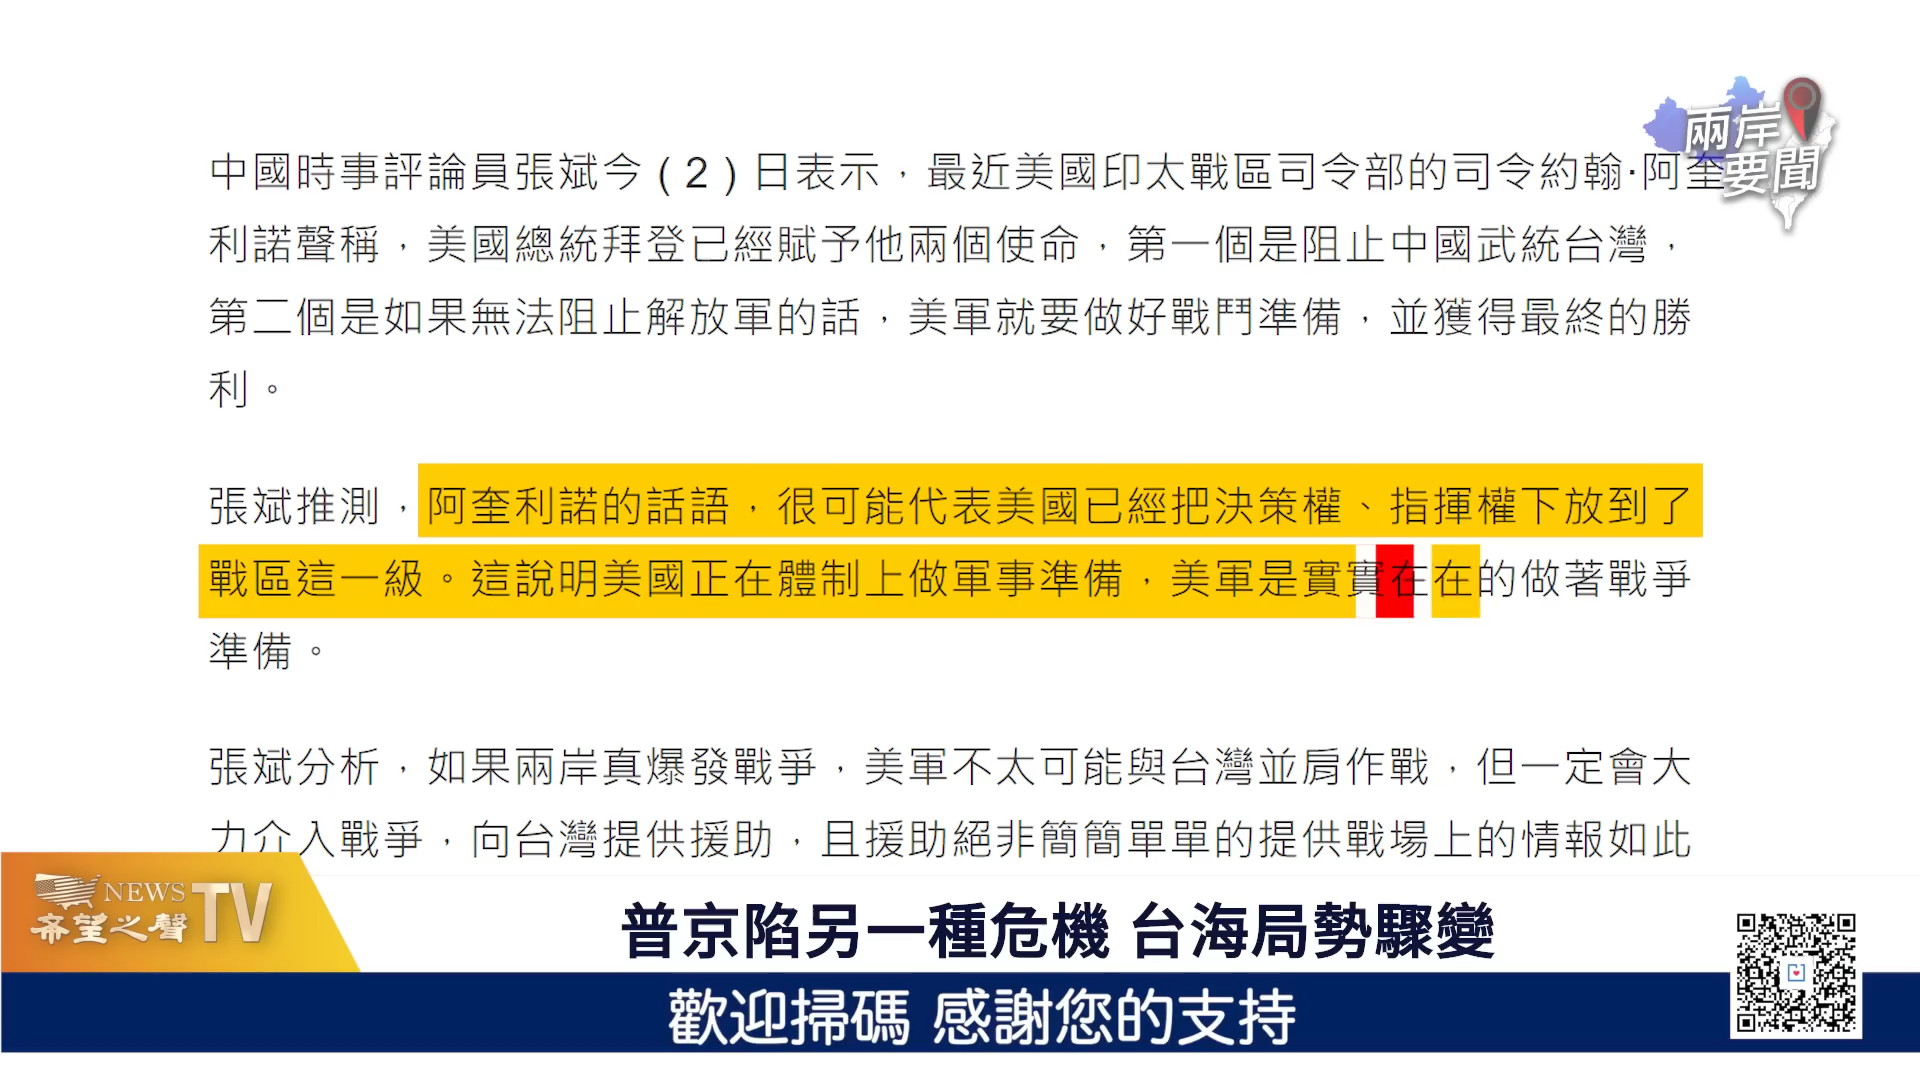 中國時事評論員張斌今（2）日表示，最近美國印太戰區司令部的司令約翰·阿奎
利諾聲稱，美國總統拜登已經賦予他兩個使命，第一個是阻止中國武統台灣，
第二個是如果無法阻止解放軍的話，美軍就要做好戰鬥準備，並獲得最終的勝
利。
張斌推測，阿奎利諾的話語，很可能代表美國已經把決策權、指揮權下放到了
戰區這一級。這說明美國正在體制上做軍事準備，美軍是實實在在的做著戰爭
準備。
張斌分析，如果兩岸真爆發戰爭，美軍不太可能與台灣並肩作戰，但一定會大
力介入戰爭，向台灣提供援助，且援助絕非簡簡單單的提供戰場上的情報如此
兩岸
要聞
NEWS
希望之聲
TV
普京陷另一種危機 台海局勢驟變
歡迎掃碼 感謝您的支持